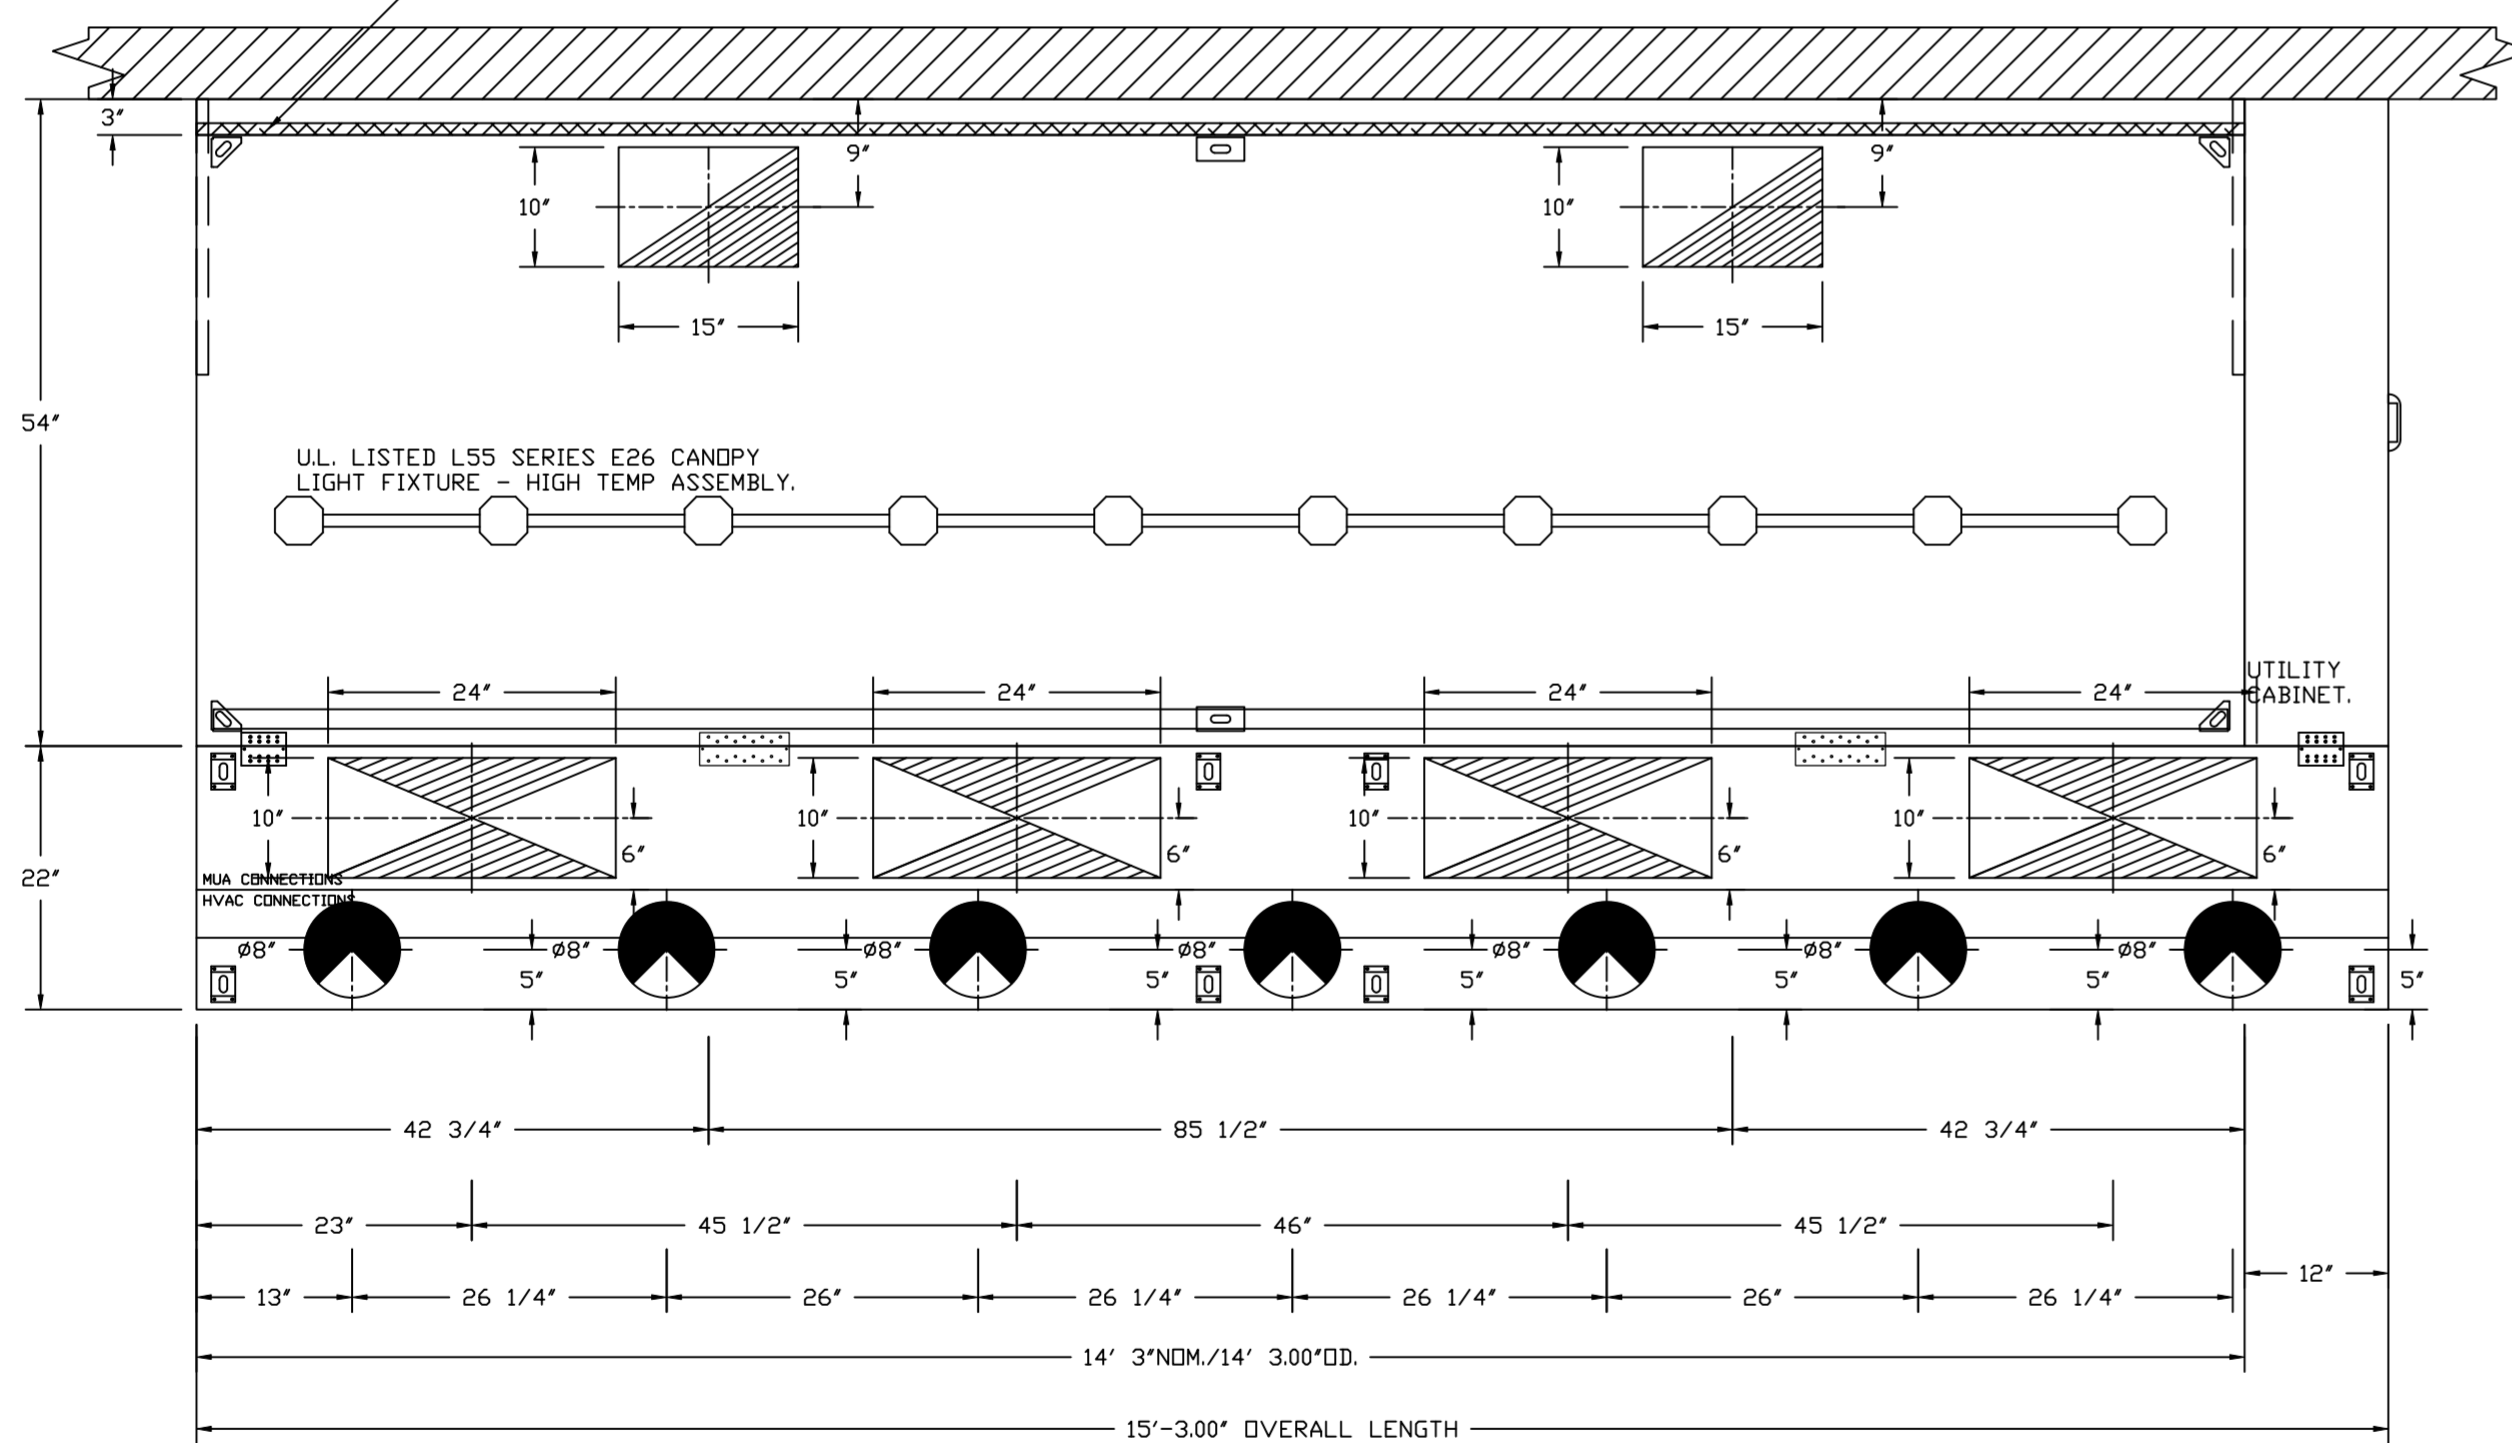 3"
9"
9"
10"
10"
15"
15"
54"
U.L. LISTED L55 SERIES E26 CANOPY
LIGHT FIXTURE - HIGH TEMP ASSEMBLY.
UTILITY
CABINET.
24"
24"
24"
24"
10"
10"
10"
10"
6"
6"
6"
6"
22"
MUA CONNECTIONS
HVAC CONNECTIONS
ø8"
ø8"
ø8"
ø8"
ø8"
ø8"
ø8"
5"
5"
5"
5"
5"
5"
5"
42 3/4"
85 1/2"
42 3/4"
23"
45 1/2"
46"
45 1/2"
12"
13"
26 1/4"
26"
26 1/4"
26 1/4"
26"
26 1/4"
14' 3"NOM./14' 3.00"OD.
15'-3.00" OVERALL LENGTH